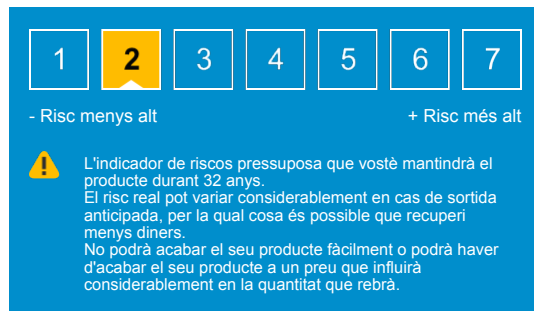 1 2 3 4 5 6 7
- Risc menys alt + Risc més alt
L'indicador de riscos pressuposa que vostè mantindrà el
producte durant 32 anys.
El risc real pot variar considerablement en cas de sortida
anticipada, per la qual cosa és possible que recuperi
menys diners.
No podrà acabar el seu producte fàcilment o podrà haver
d'acabar el seu producte a un preu que influirà
considerablement en la quantitat que rebrà.